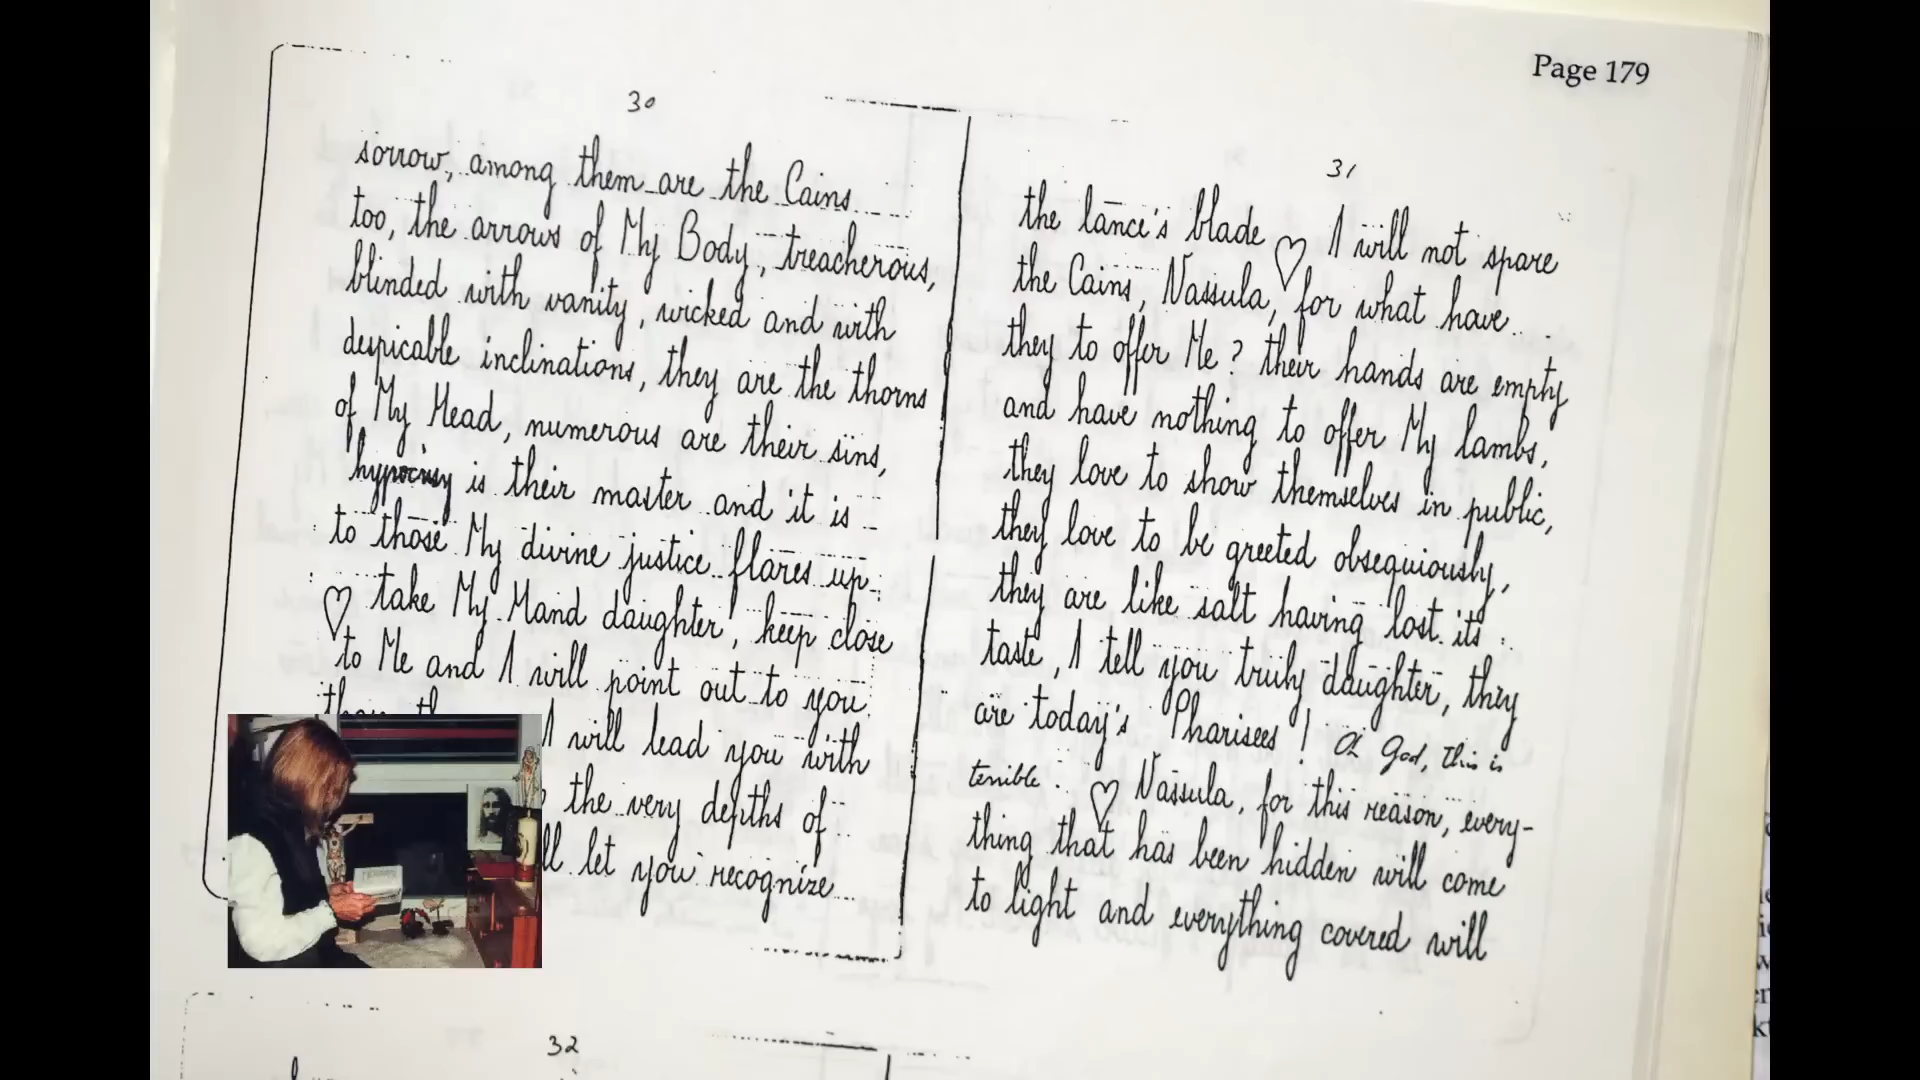 Page 179
30
sorrow, among them are the Cains
too, the arrows of My Body, treacherous,
blinded with vanity, wicked and with
despicable inclinations, they are the thorns
of My Head, numerous are their sins,
hypocrisy is their master and it is
to those My divine justice flares up.
♡ take My Hand daughter, keep close
to Me and I will point out to you
I will lead you with
the very depths of
let you recognize
31
the lance's blade ♡ I will not spare
the Cains, Vassula, for what have
they to offer Me? their hands are empty
and have nothing to offer My lambs,
they love to show themselves in public,
they love to be greeted obsequiously,
they are like salt having lost its
taste, I tell you truly daughter, they
are today's Pharisees! Oh God, this is
terrible. ♡ Vassula, for this reason, every-
thing that has been hidden will come
to light and everything covered will
32